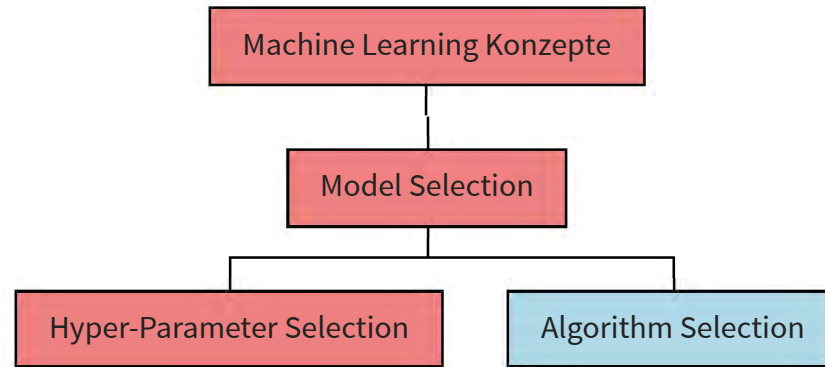 Machine Learning Konzepte
Model Selection
Hyper-Parameter Selection
Algorithm Selection